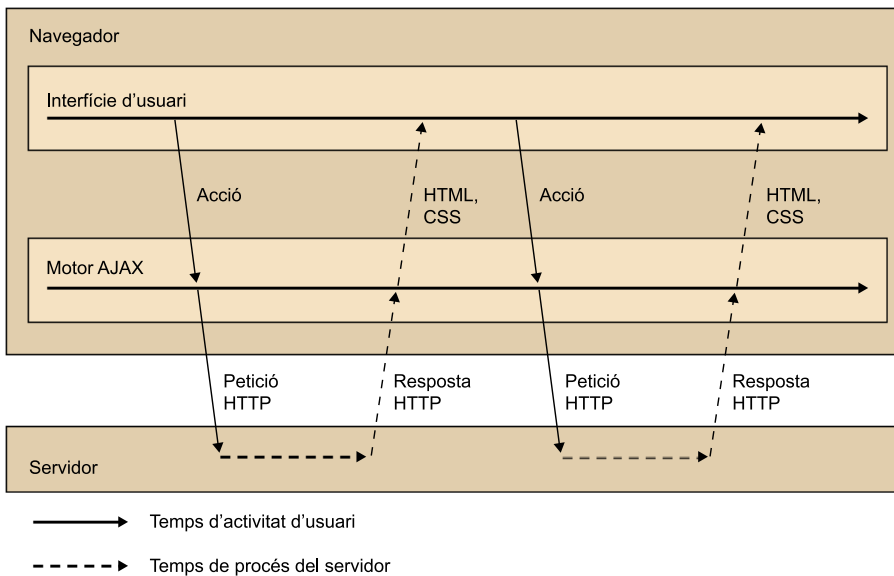 Navegador
Interfície d'usuari
Acció
HTML,
CSS
Acció
HTML,
CSS
Motor AJAX
Petició
HTTP
Resposta
HTTP
Petició
HTTP
Resposta
HTTP
Servidor
Temps d'activitat d'usuari
Temps de procés del servidor